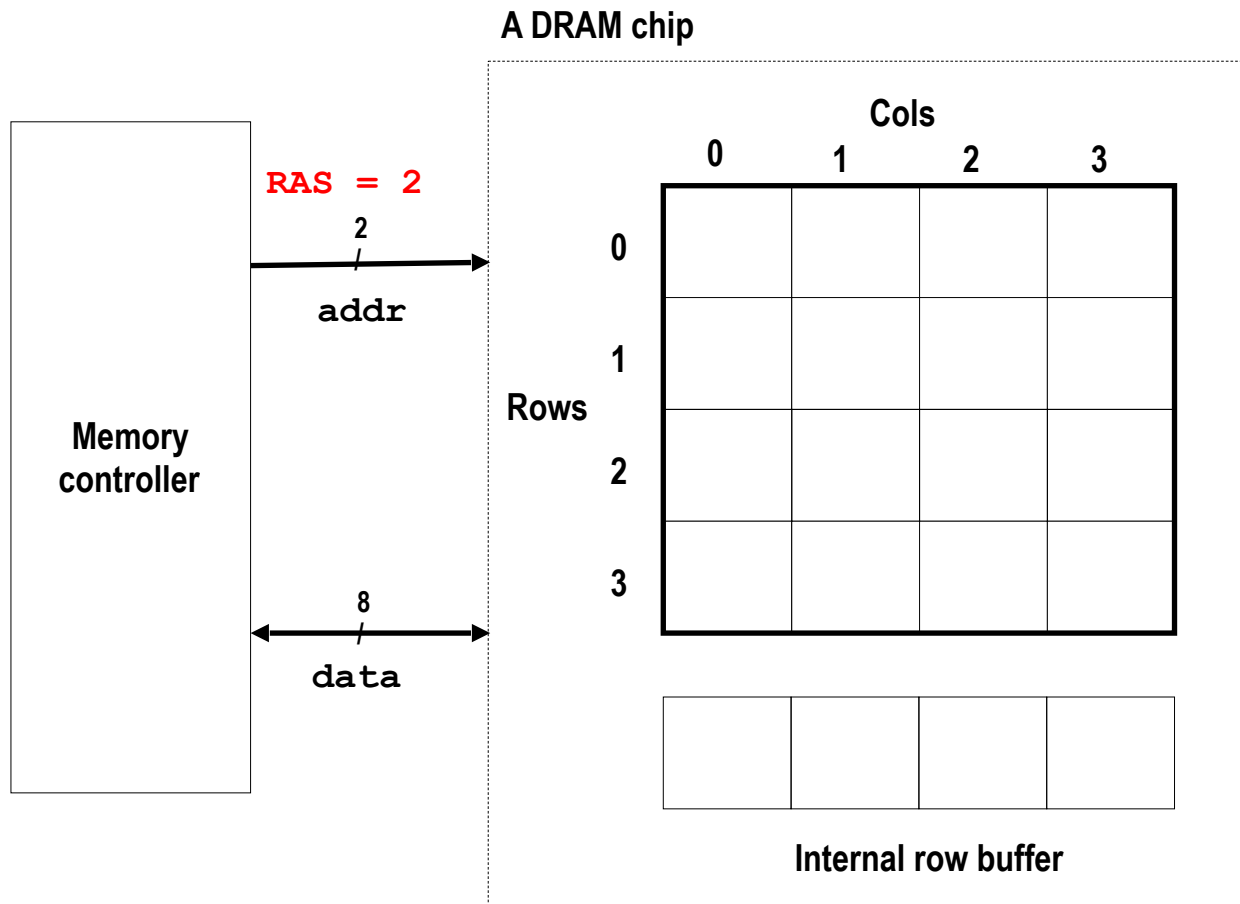 A DRAM chip
Cols
0 1 2 3
RAS = 2
2
addr
0
1
Rows
2
3
Memory
controller
8
data
Internal row buffer